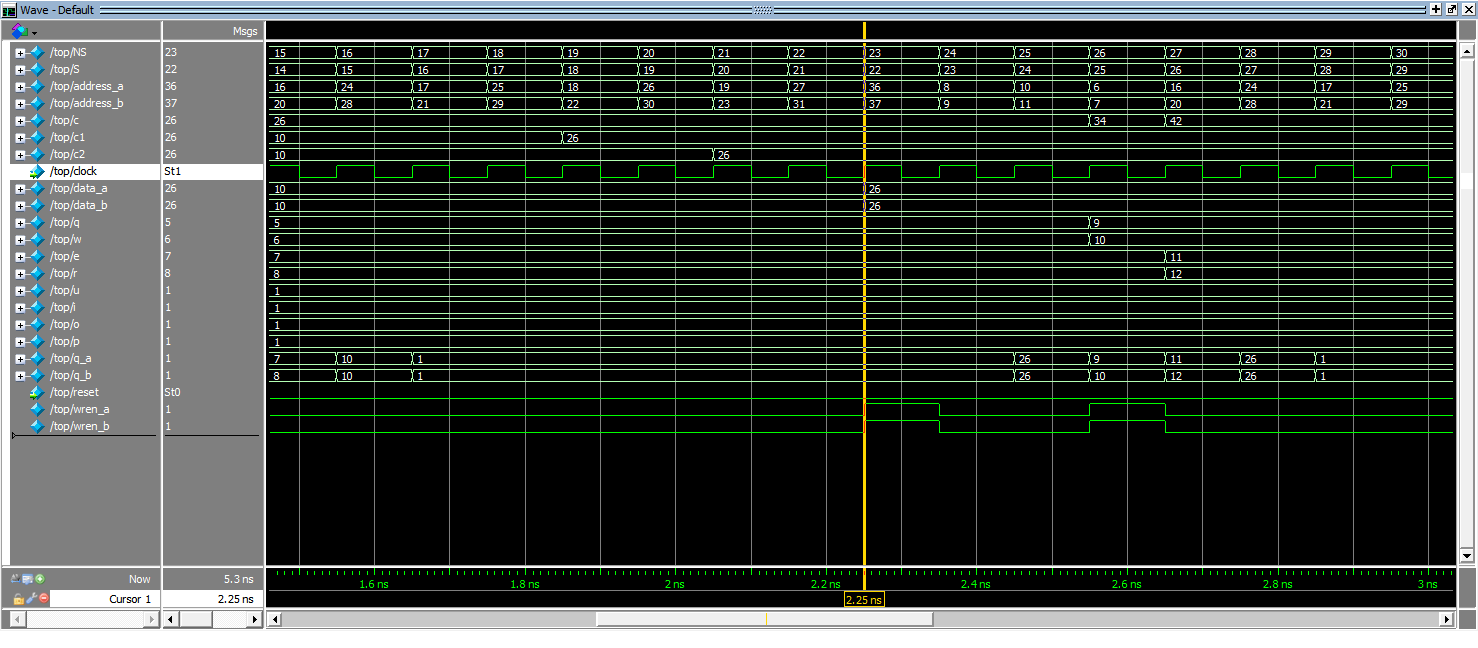 Wave - Default
Msgs
/top/NS 23 15 16 17 18 19 20 21 22 23 24 25 26 27 28 29 30
/top/S 22 14 15 16 17 18 19 20 21 22 23 24 25 26 27 28 29
/top/address_a 36 16 24 17 25 18 26 19 27 36 8 10 6 16 24 17 25
/top/address_b 37 20 28 21 29 22 30 23 31 37 9 11 7 20 28 21 29
/top/c 26 26 34 42
/top/c1 26 10 26
/top/c2 26 10 26
/top/clock St1
/top/data_a 26 10 26
/top/data_b 26 10 26
/top/q 5 5 9
/top/w 6 6 10
/top/e 7 7 11
/top/r 8 8 12
/top/u 1 1
/top/i 1 1
/top/o 1 1
/top/p 1 1
/top/q_a 1 7 10 1 26 9 11 26 1
/top/q_b 1 8 10 1 26 10 12 26 1
/top/reset St0
/top/wren_a 1
/top/wren_b 1
Now 5.3 ns 1.6 ns 1.8 ns 2 ns 2.2 ns 2.4 ns 2.6 ns 2.8 ns 3 ns
Cursor 1 2.25 ns 2.25 ns